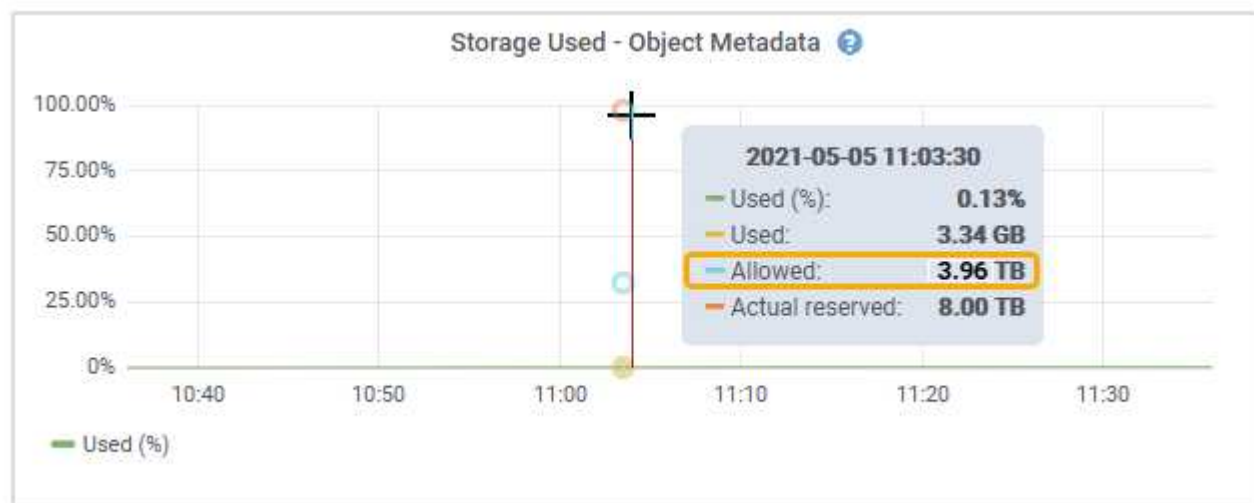 Storage Used - Object Metadata ?
100.00%
75.00%
50.00%
25.00%
0%
10:40 10:50 11:00 11:10 11:20 11:30
2021-05-05 11:03:30
Used (%): 0.13%
Used: 3.34 GB
Allowed: 3.96 TB
Actual reserved: 8.00 TB
Used (%)